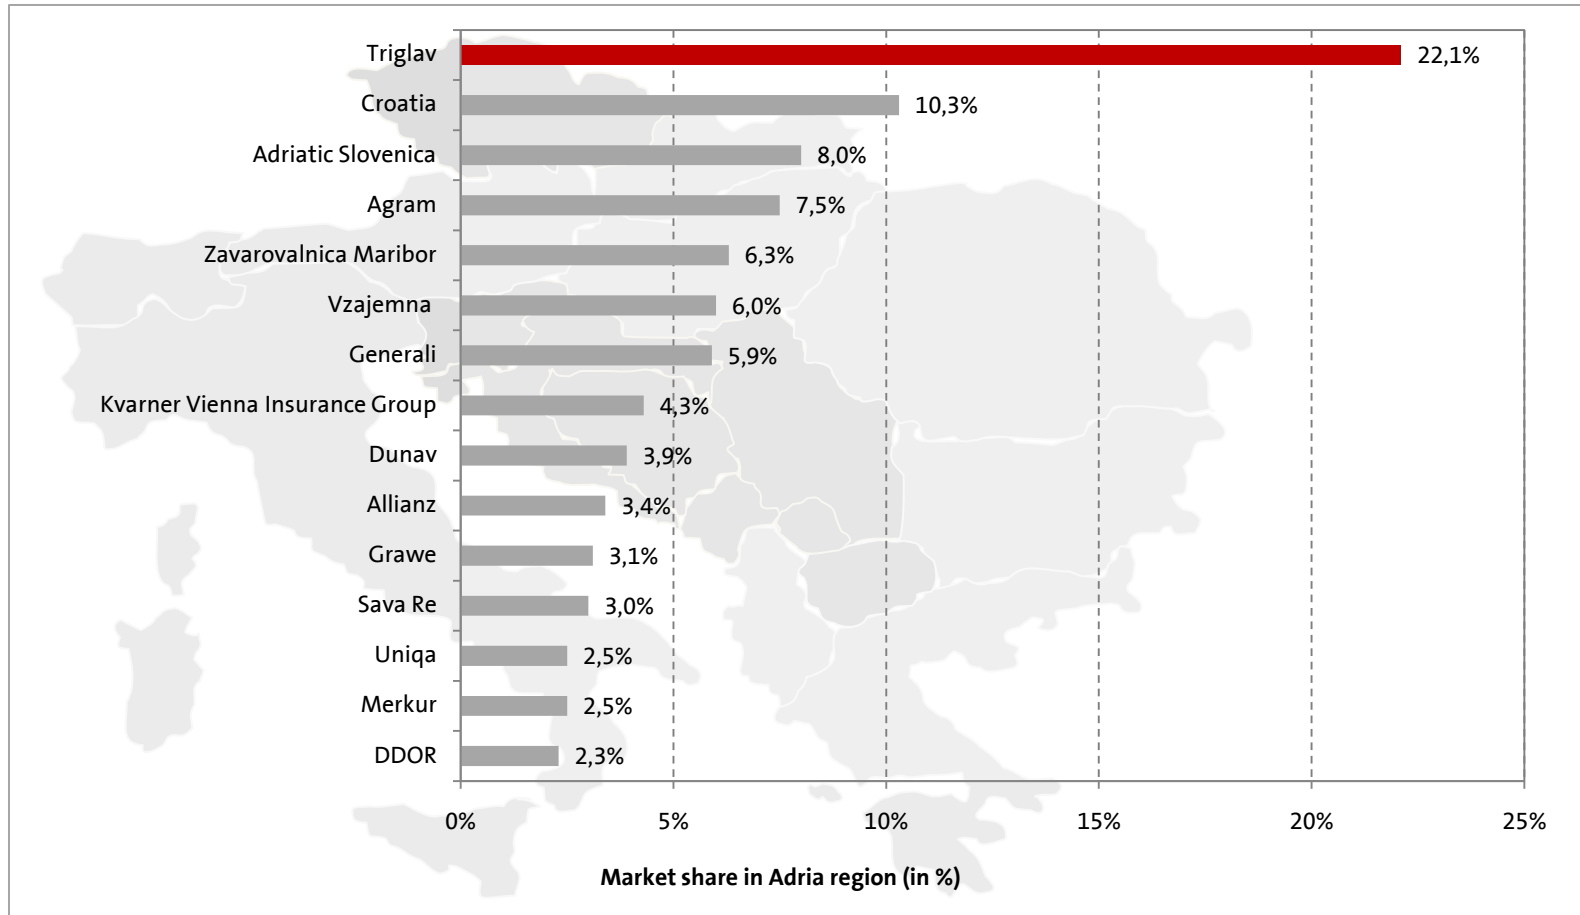 Triglav 22,1%
Croatia 10,3%
Adriatic Slovenica 8,0%
Agram 7,5%
Zavarovalnica Maribor 6,3%
Vzajemna 6,0%
Generali 5,9%
Kvarner Vienna Insurance Group 4,3%
Dunav 3,9%
Allianz 3,4%
Grawe 3,1%
Sava Re 3,0%
Uniqa 2,5%
Merkur 2,5%
DDOR 2,3%
0% 5% 10% 15% 20% 25%
Market share in Adria region (in %)